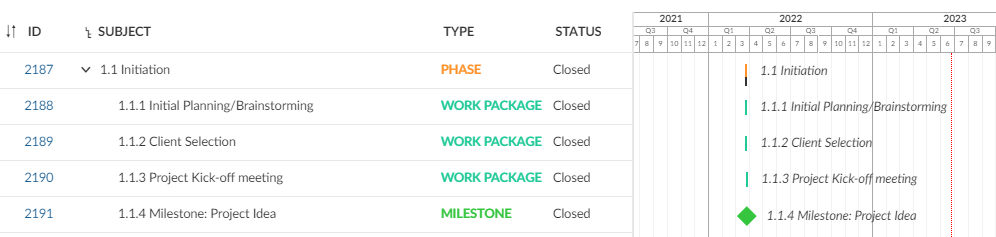 2021 2022 2023
ID SUBJECT TYPE STATUS
Q3 Q4 Q1 Q2 Q3 Q4 Q1 Q2 Q3
7 8 9 10 11 12 1 2 3 4 5 6 7 8 9 10 11 12 1 2 3 4 5 6 7 8 9
2187 1.1 Initiation PHASE Closed 1.1 Initiation
2188 1.1.1 Initial Planning/Brainstorming WORK PACKAGE Closed 1.1.1 Initial Planning/Brainstorming
2189 1.1.2 Client Selection WORK PACKAGE Closed 1.1.2 Client Selection
2190 1.1.3 Project Kick-off meeting WORK PACKAGE Closed 1.1.3 Project Kick-off meeting
2191 1.1.4 Milestone: Project Idea MILESTONE Closed 1.1.4 Milestone: Project Idea